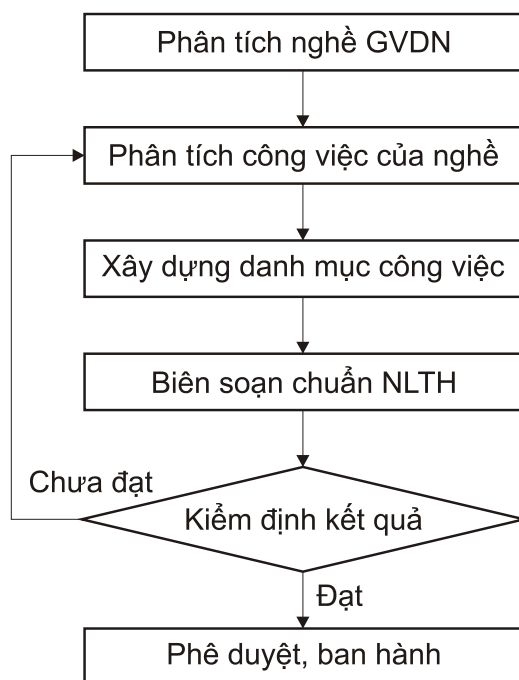 Phân tích nghề GVDN
Phân tích công việc của nghề
Xây dựng danh mục công việc
Biên soạn chuẩn NLTH
Chưa đạt
Kiểm định kết quả
Đạt
Phê duyệt, ban hành